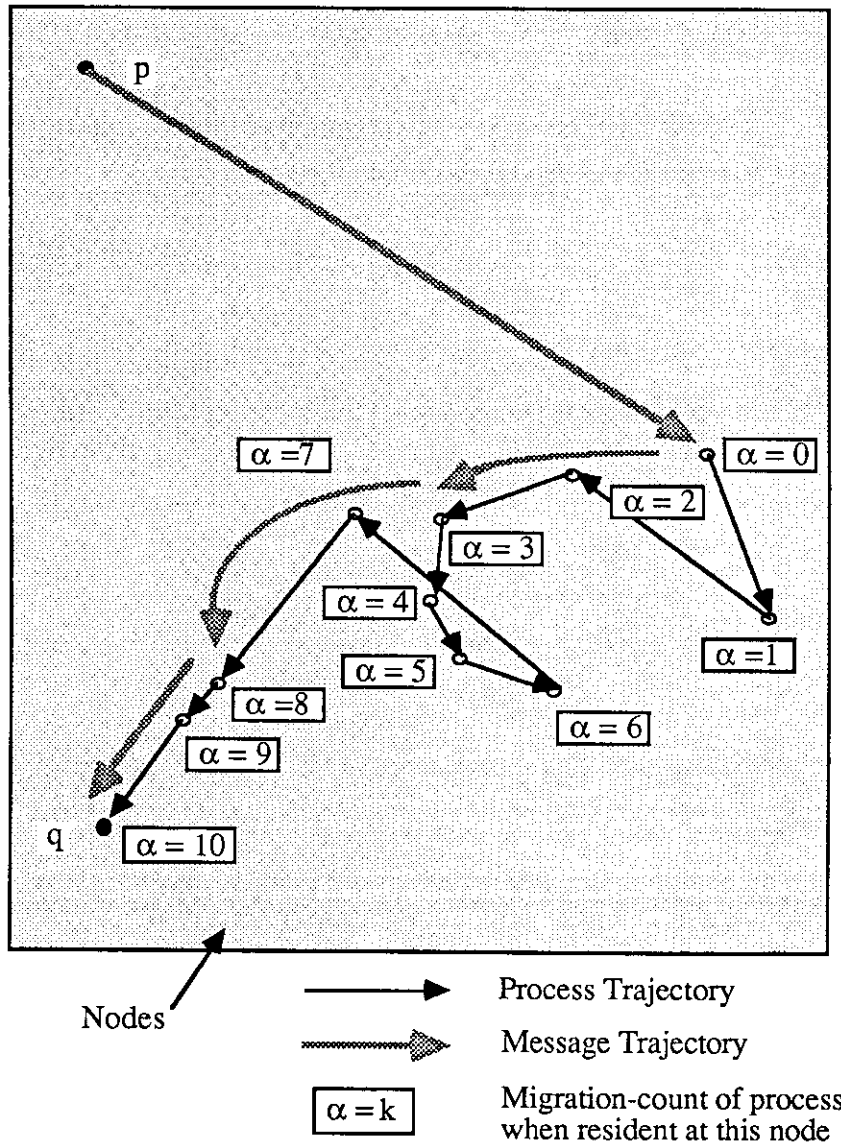 p
α =7
α =0
α = 2
α = 3
α = 4
α =1
α = 5
α =8
α = 6
α = 9
q
α = 10
Nodes
Process Trajectory
Message Trajectory
α = k
Migration-count of process
when resident at this node